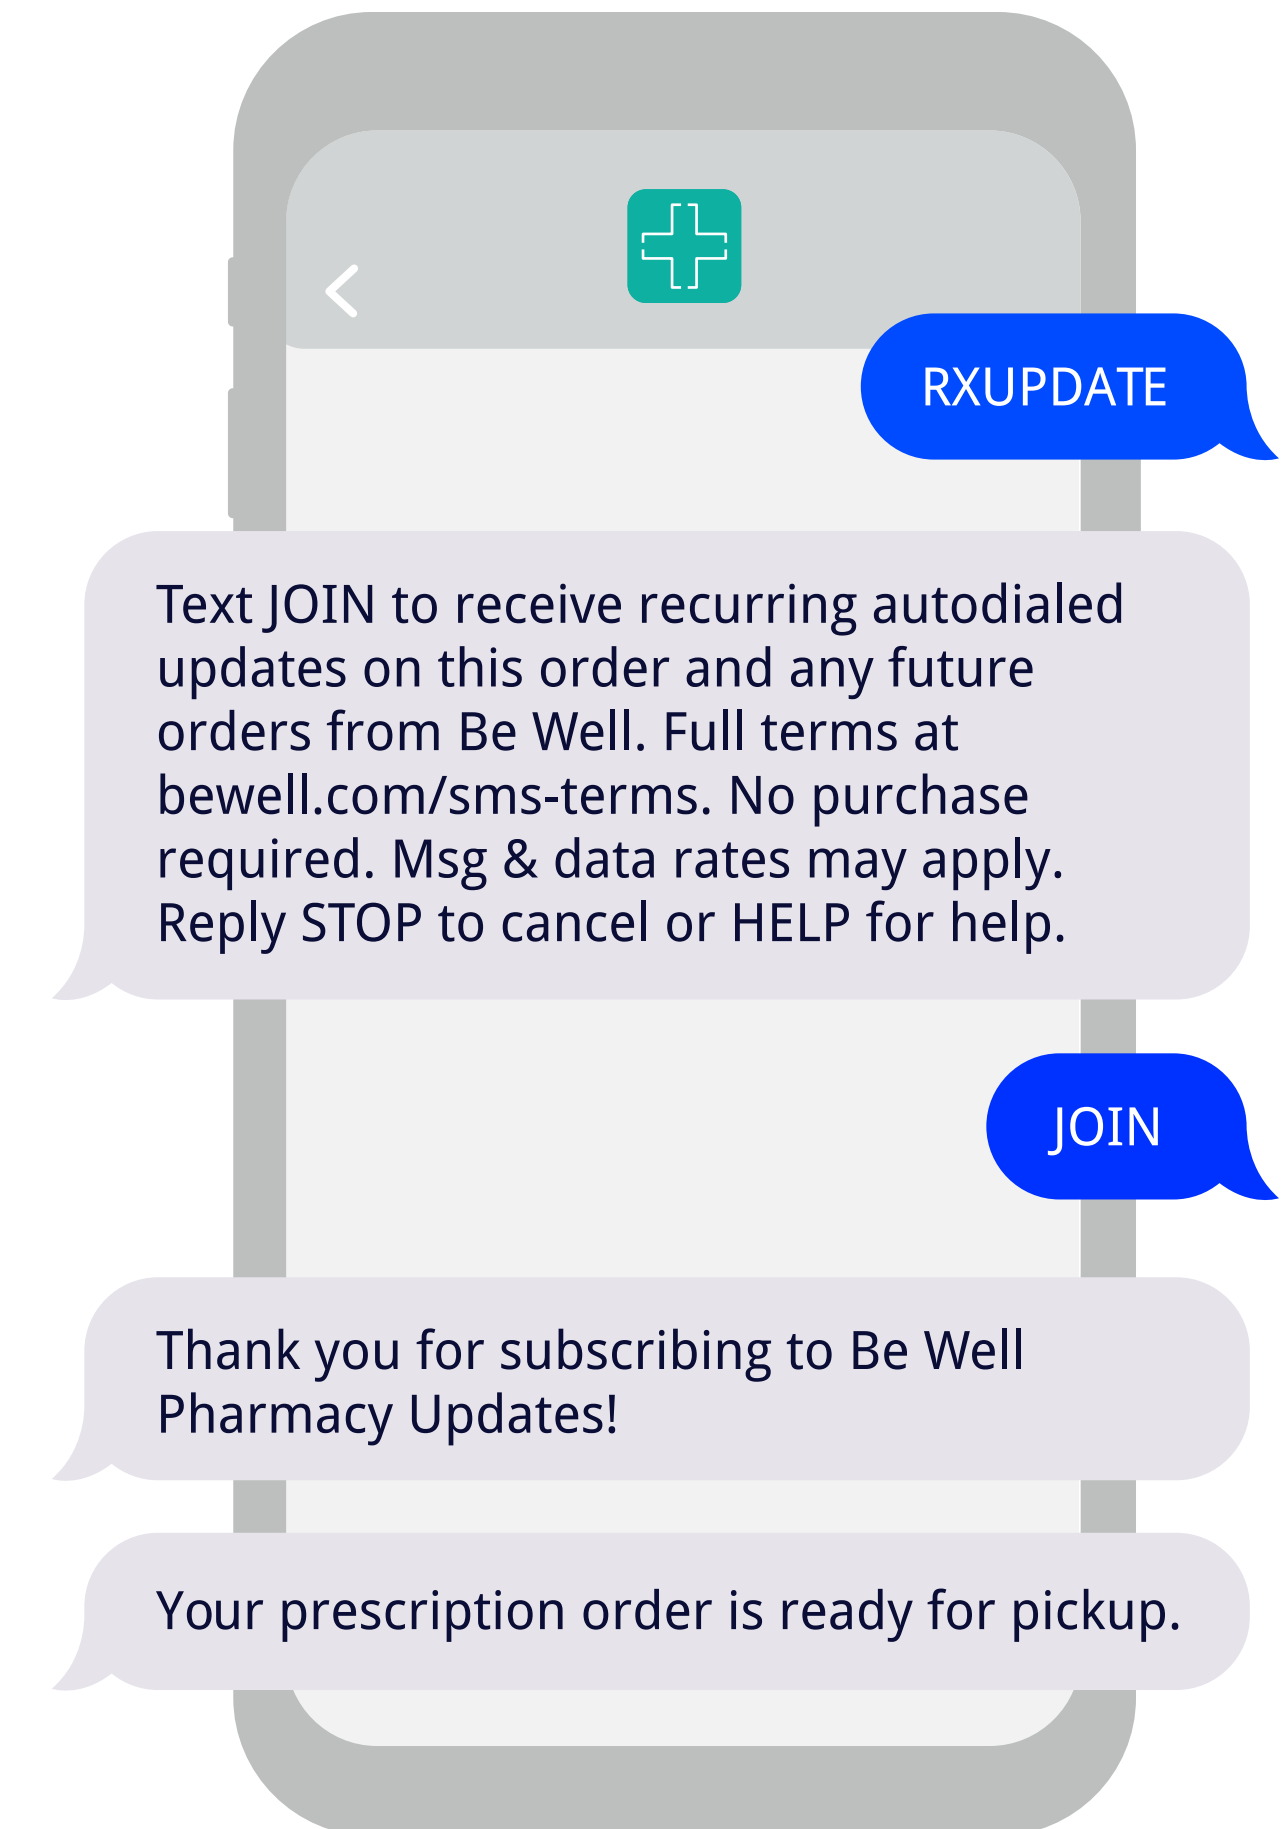 RXUPDATE
Text JOIN to receive recurring autodialed
updates on this order and any future
orders from Be Well. Full terms at
bewell.com/sms-terms. No purchase
required. Msg & data rates may apply.
Reply STOP to cancel or HELP for help.
JOIN
Thank you for subscribing to Be Well
Pharmacy Updates!
Your prescription order is ready for pickup.